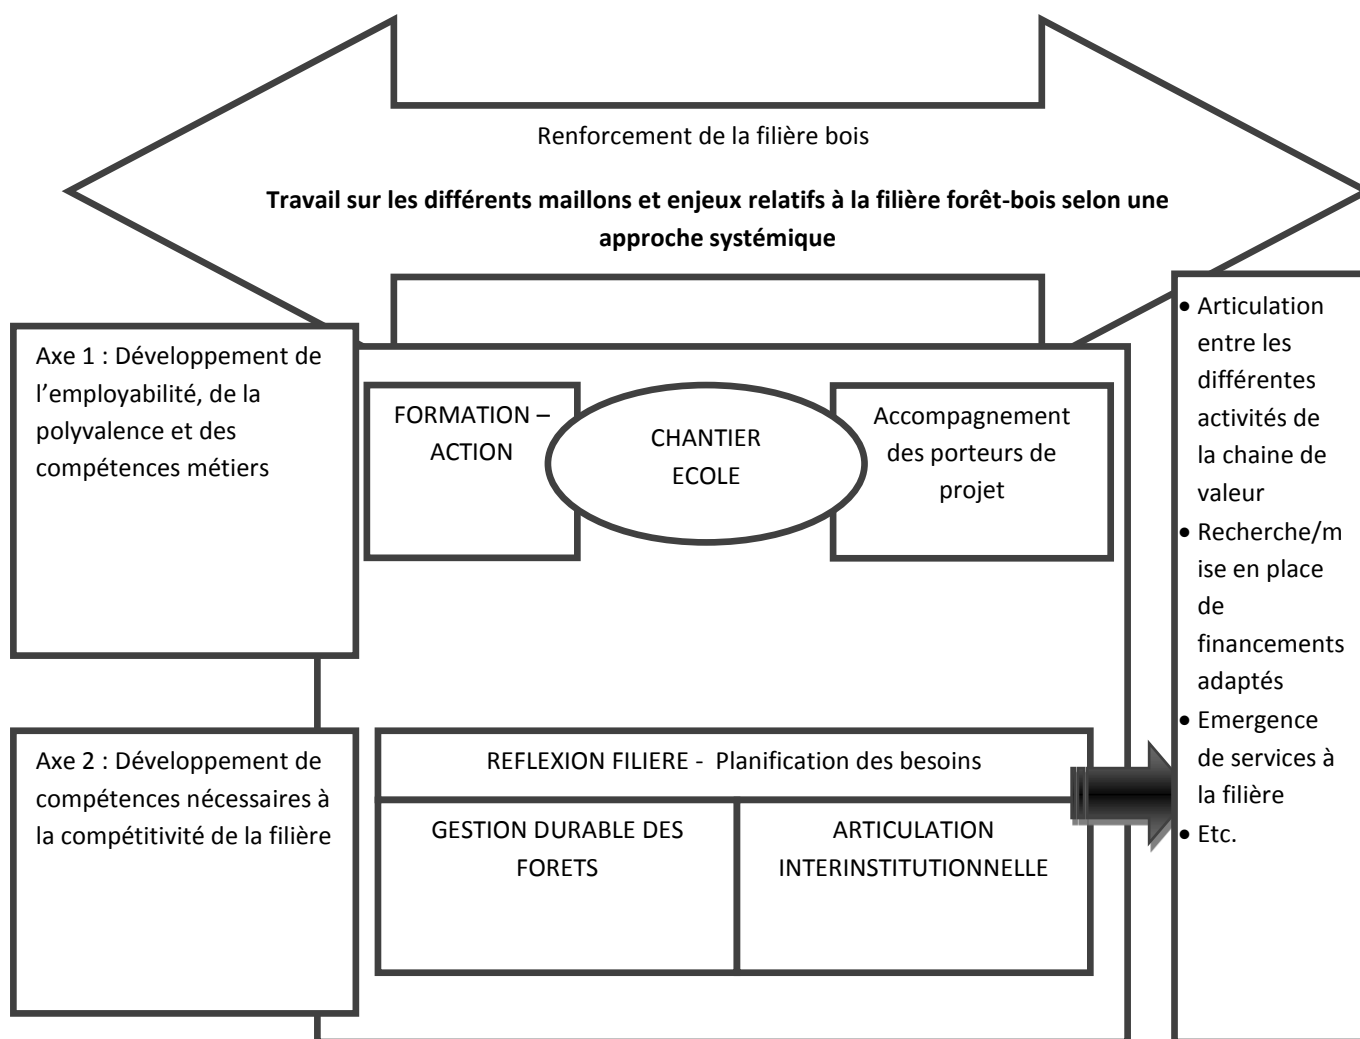 Renforcement de la filière bois
Travail sur les différents maillons et enjeux relatifs à la filière forêt-bois selon une
approche systémique
Axe 1 : Développement de
l’employabilité, de la
polyvalence et des
compétences métiers
FORMATION –
ACTION
CHANTIER
ECOLE
Accompagnement
des porteurs de
projet
Axe 2 : Développement de
compétences nécessaires à
la compétitivité de la filière
REFLEXION FILIERE - Planification des besoins
GESTION DURABLE DES
FORETS
ARTICULATION
INTERINSTITUTIONNELLE
• Articulation
entre les
différentes
activités de
la chaine de
valeur
• Recherche/m
ise en place
de
financements
adaptés
• Emergence
de services à
la filière
• Etc.